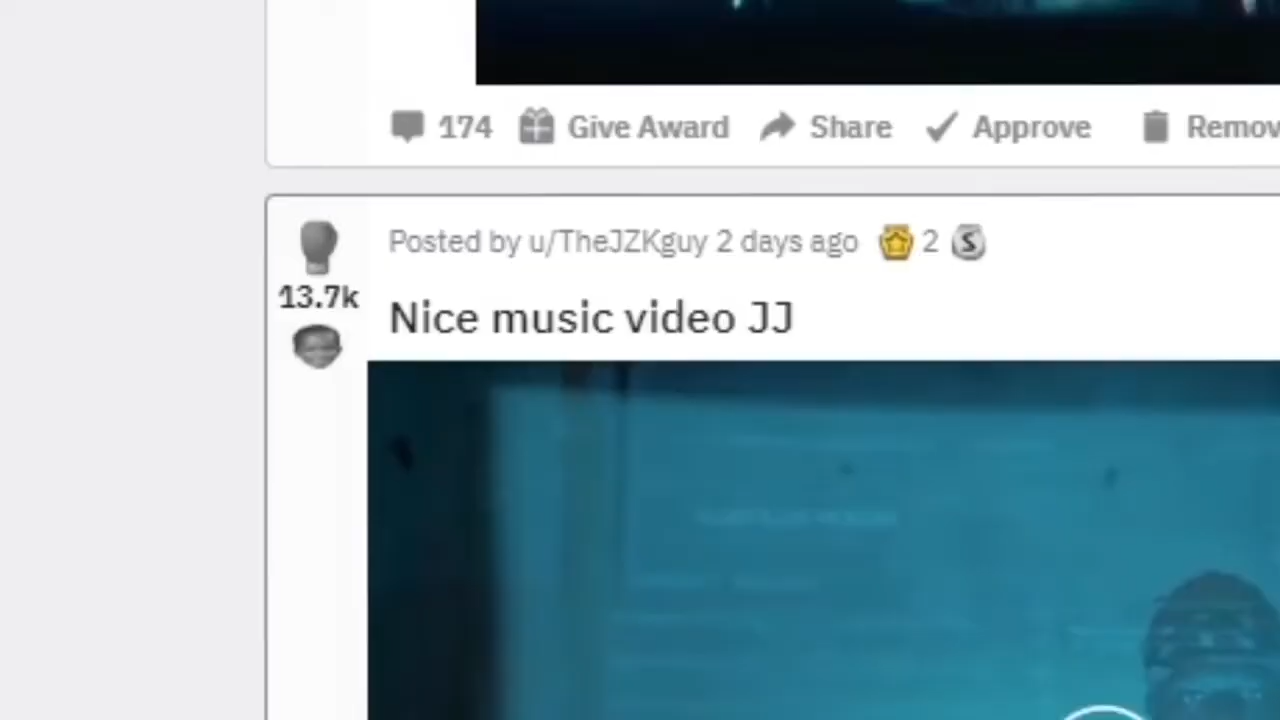 174 Give Award Share Approve Remov
Posted by u/TheJZKguy 2 days ago 2 S
13.7k
Nice music video JJ